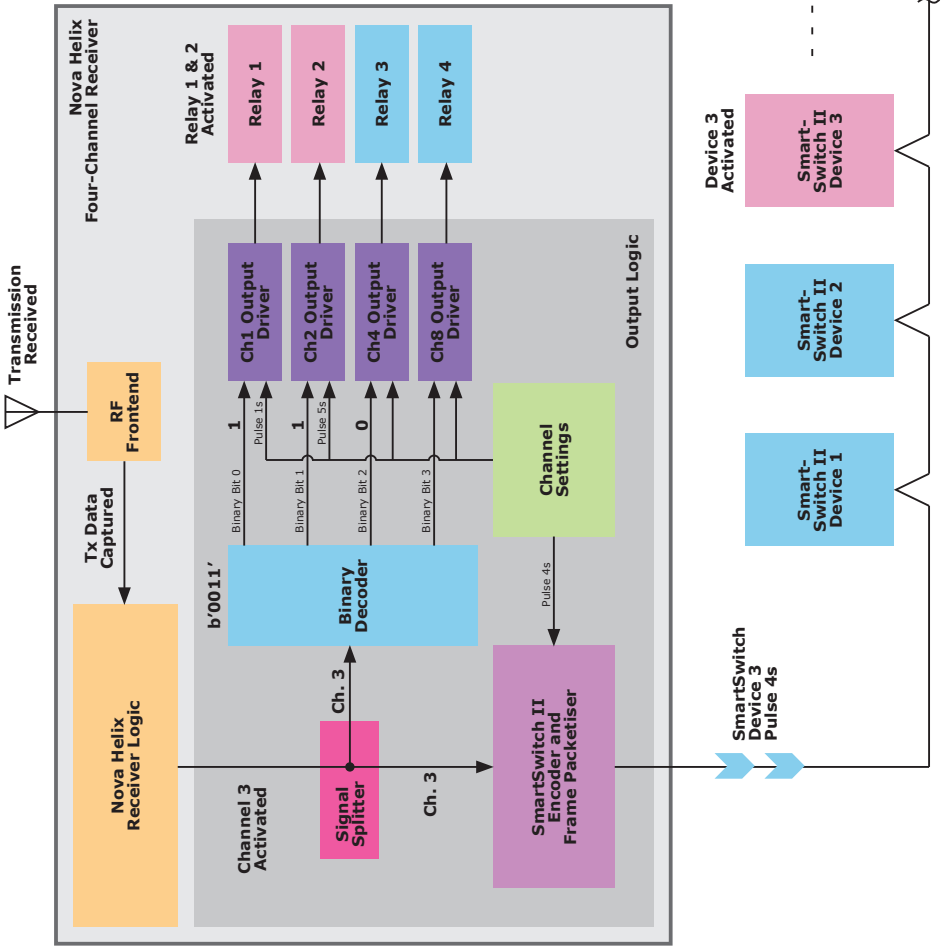 Transmission
Received
Nova Helix
Four-Channel Receiver
RF
Frontend
Tx Data
Captured
Nova Helix
Receiver Logic
Relay 1 & 2
Activated
Relay 1
Relay 2
Relay 3
Relay 4
Ch1 Output
Driver
Ch2 Output
Driver
Ch4 Output
Driver
Ch8 Output
Driver
Output Logic
1
Pulse 1s
1
Pulse 5s
0
Binary Bit 0
Binary Bit 1
Binary Bit 2
Binary Bit 3
b'0011'
Binary
Decoder
Channel
Settings
Pulse 4s
Channel 3
Activated
Signal
Splitter
Ch. 3
Ch. 3
SmartSwitch II
Encoder and
Frame Packetiser
SmartSwitch
Device 3
Pulse 4s
Smart-
Switch II
Device 1
Smart-
Switch II
Device 2
Device 3
Activated
Smart-
Switch II
Device 3